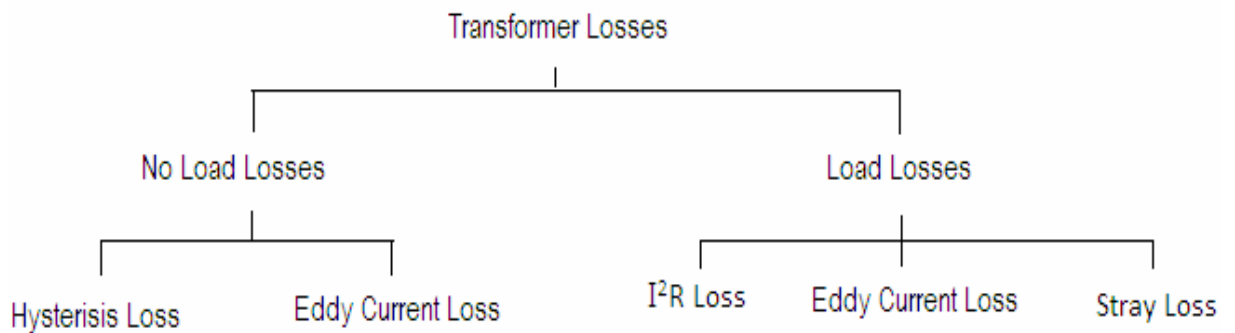 Transformer Losses
No Load Losses
Load Losses
Hysterisis Loss
Eddy Current Loss
I²R Loss
Eddy Current Loss
Stray Loss